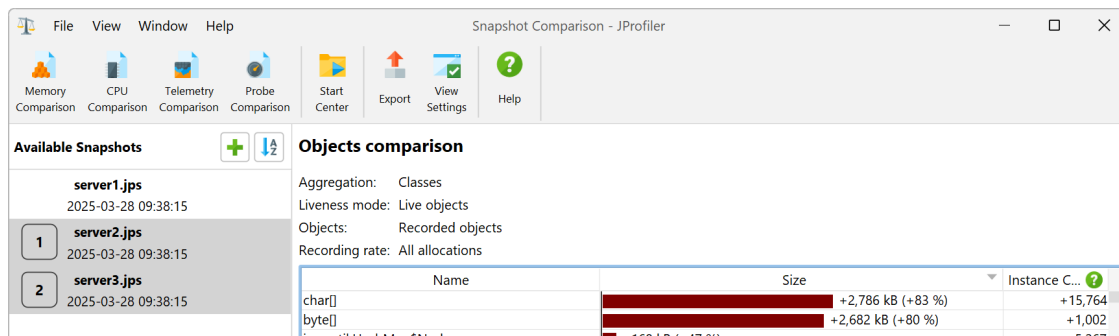 File View Window Help Snapshot Comparison - JProfiler
Memory Comparison
CPU Comparison
Telemetry Comparison
Probe Comparison
Start Center
Export
View Settings
Help
Available Snapshots
server1.jps
2025-03-28 09:38:15
1 server2.jps
2025-03-28 09:38:15
2 server3.jps
2025-03-28 09:38:15
Objects comparison
Aggregation: Classes
Liveness mode: Live objects
Objects: Recorded objects
Recording rate: All allocations
Name Size Instance C...
char[] +2,786 kB (+83 %) +15,764
byte[] +2,682 kB (+80 %) +1,002